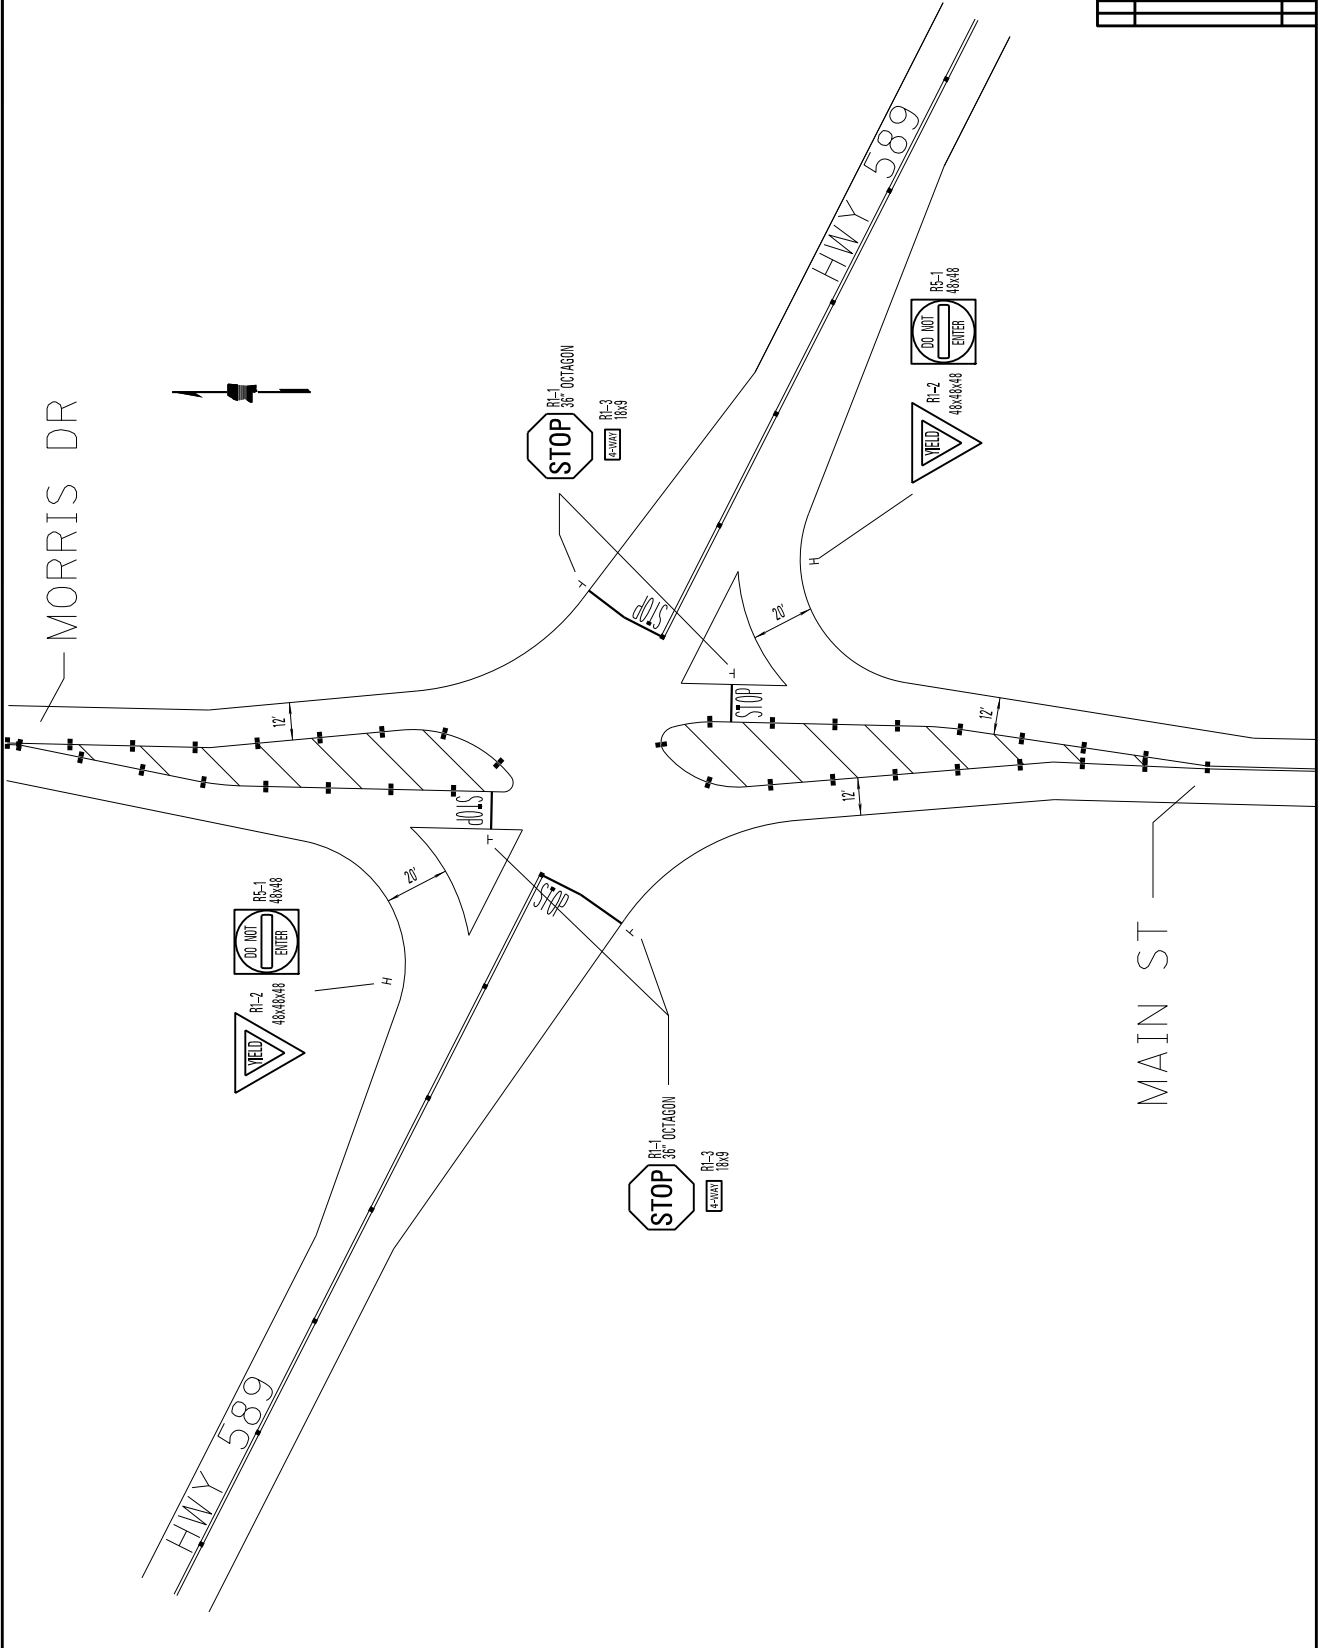 MORRIS DR
HWY 589
STOP
R1-1
36" OCTAGON
4-WAY
R1-3
18x9
DO NOT
ENTER
R5-1
48x48
YIELD
R1-2
48x48x48
STOP
20'
12'
STOP
12'
12'
STOP
20'
STOP
DO NOT
ENTER
R5-1
48x48
YIELD
R1-2
48x48x48
STOP
R1-1
36" OCTAGON
4-WAY
R1-3
18x9
MAIN ST
HWY 589